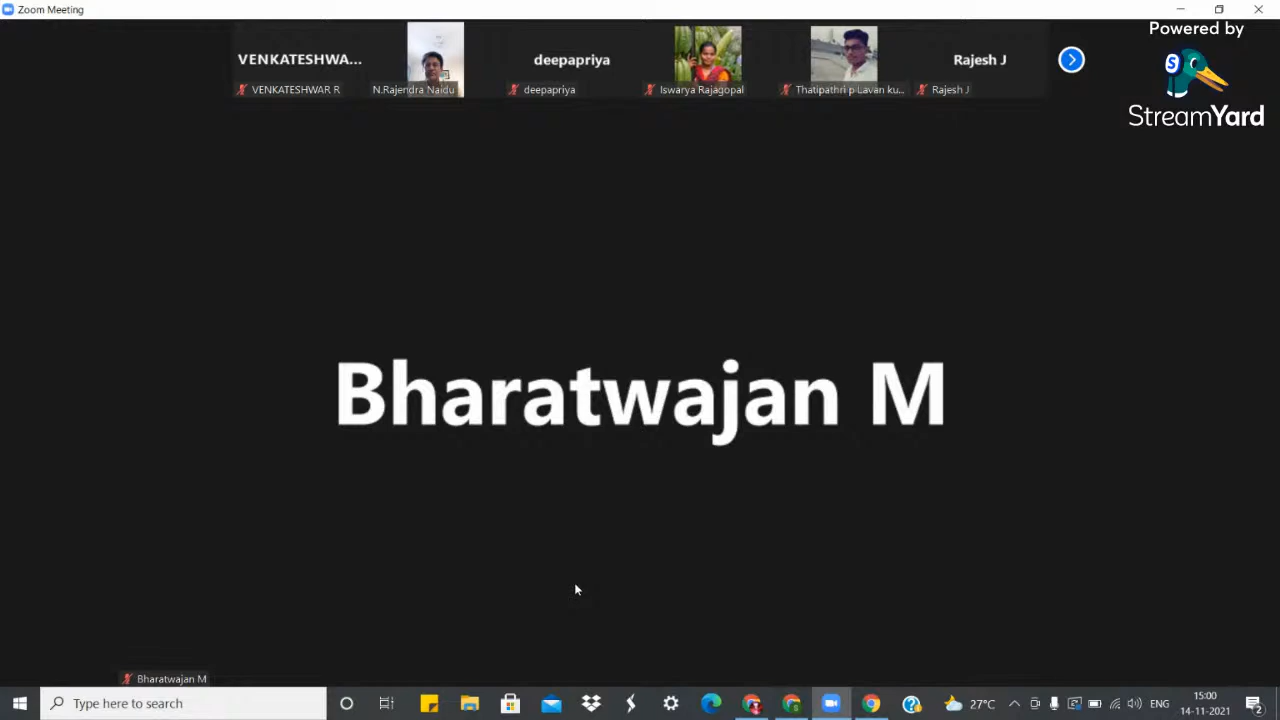 Zoom Meeting
Powered by
StreamYard
VENKATESHWA...
deepapriya
Rajesh J
VENKATESHWAR R
N.Rajendra Naidu
deepapriya
Iswarya Rajagopal
Thatipathri p Lavan ku...
Rajesh J
Bharatwajan M
Bharatwajan M
Type here to search
27°C
ENG
15:00
14-11-2021
2